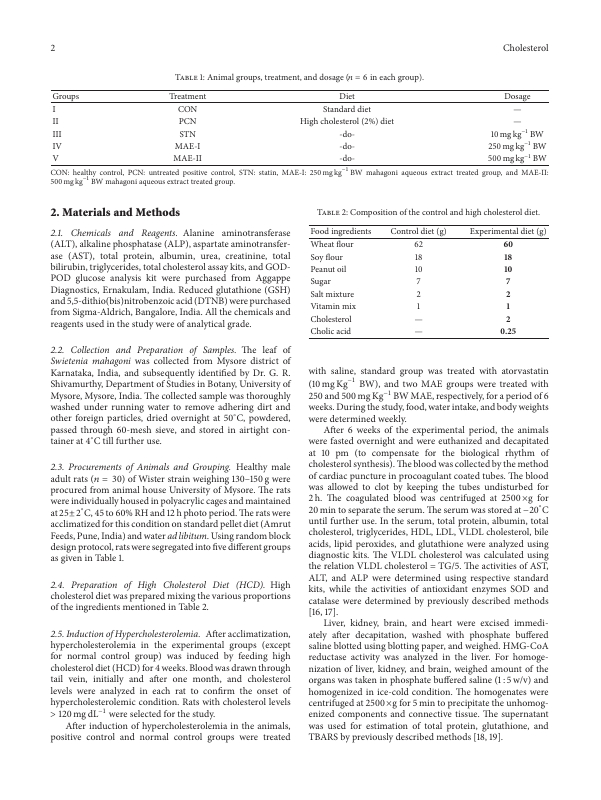 2 Cholesterol
Table 1: Animal groups, treatment, and dosage (n = 6 in each group).
Groups Treatment Diet Dosage
I CON Standard diet —
II PCN High cholesterol (2%) diet —
III STN -do- 10 mg kg⁻¹ BW
IV MAE-I -do- 250 mg kg⁻¹ BW
V MAE-II -do- 500 mg kg⁻¹ BW
CON: healthy control, PCN: untreated positive control, STN: statin, MAE-I: 250 mg kg⁻¹ BW mahagoni aqueous extract treated group, and MAE-II:
500 mg kg⁻¹ BW mahagoni aqueous extract treated group.
2. Materials and Methods
2.1. Chemicals and Reagents. Alanine aminotransferase
(ALT), alkaline phosphatase (ALP), aspartate aminotransfer-
ase (AST), total protein, albumin, urea, creatinine, total
bilirubin, triglycerides, total cholesterol assay kits, and GOD-
POD glucose analysis kit were purchased from Aggappe
Diagnostics, Ernakulam, India. Reduced glutathione (GSH)
and 5,5-dithio(bis)nitrobenzoic acid (DTNB) were purchased
from Sigma-Aldrich, Bangalore, India. All the chemicals and
reagents used in the study were of analytical grade.
2.2. Collection and Preparation of Samples. The leaf of
Swietenia mahagoni was collected from Mysore district of
Karnataka, India, and subsequently identified by Dr. G. R.
Shivamurthy, Department of Studies in Botany, University of
Mysore, Mysore, India. The collected sample was thoroughly
washed under running water to remove adhering dirt and
other foreign particles, dried overnight at 50°C, powdered,
passed through 60-mesh sieve, and stored in airtight con-
tainer at 4°C till further use.
2.3. Procurements of Animals and Grouping. Healthy male
adult rats (n = 30) of Wister strain weighing 130–150 g were
procured from animal house University of Mysore. The rats
were individually housed in polyacrylic cages and maintained
at 25±2°C, 45 to 60% RH and 12 h photo period. The rats were
acclimatized for this condition on standard pellet diet (Amrut
Feeds, Pune, India) and water ad libitum. Using random block
design protocol, rats were segregated into five different groups
as given in Table 1.
2.4. Preparation of High Cholesterol Diet (HCD). High
cholesterol diet was prepared mixing the various proportions
of the ingredients mentioned in Table 2.
2.5. Induction of Hypercholesterolemia. After acclimatization,
hypercholesterolemia in the experimental groups (except
for normal control group) was induced by feeding high
cholesterol diet (HCD) for 4 weeks. Blood was drawn through
tail vein, initially and after one month, and cholesterol
levels were analyzed in each rat to confirm the onset of
hypercholesterolemic condition. Rats with cholesterol levels
> 120 mg dL⁻¹ were selected for the study.
After induction of hypercholesterolemia in the animals,
positive control and normal control groups were treated
Table 2: Composition of the control and high cholesterol diet.
Food ingredients Control diet (g) Experimental diet (g)
Wheat flour 62 60
Soy flour 18 18
Peanut oil 10 10
Sugar 7 7
Salt mixture 2 2
Vitamin mix 1 1
Cholesterol — 2
Cholic acid — 0.25
with saline, standard group was treated with atorvastatin
(10 mg Kg⁻¹ BW), and two MAE groups were treated with
250 and 500 mg Kg⁻¹ BW MAE, respectively, for a period of 6
weeks. During the study, food, water intake, and body weights
were determined weekly.
After 6 weeks of the experimental period, the animals
were fasted overnight and were euthanized and decapitated
at 10 pm (to compensate for the biological rhythm of
cholesterol synthesis). The blood was collected by the method
of cardiac puncture in procoagulant coated tubes. The blood
was allowed to clot by keeping the tubes undisturbed for
2 h. The coagulated blood was centrifuged at 2500 ×g for
20 min to separate the serum. The serum was stored at −20°C
until further use. In the serum, total protein, albumin, total
cholesterol, triglycerides, HDL, LDL, VLDL cholesterol, bile
acids, lipid peroxides, and glutathione were analyzed using
diagnostic kits. The VLDL cholesterol was calculated using
the relation VLDL cholesterol = TG/5. The activities of AST,
ALT, and ALP were determined using respective standard
kits, while the activities of antioxidant enzymes SOD and
catalase were determined by previously described methods
[16, 17].
Liver, kidney, brain, and heart were excised immedi-
ately after decapitation, washed with phosphate buffered
saline blotted using blotting paper, and weighed. HMG-CoA
reductase activity was analyzed in the liver. For homoge-
nization of liver, kidney, and brain, weighed amount of the
organs was taken in phosphate buffered saline (1 : 5 w/v) and
homogenized in ice-cold condition. The homogenates were
centrifuged at 2500×g for 5 min to precipitate the unhomog-
enized components and connective tissue. The supernatant
was used for estimation of total protein, glutathione, and
TBARS by previously described methods [18, 19].